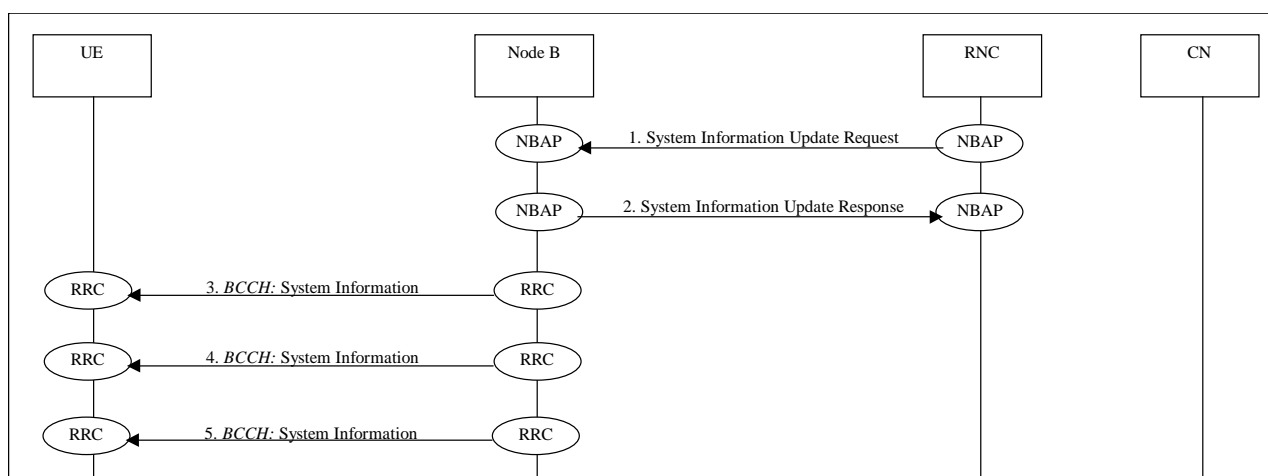 UE
Node B
RNC
CN
NBAP
1. System Information Update Request
NBAP
NBAP
2. System Information Update Response
NBAP
RRC
3. BCCH: System Information
RRC
RRC
4. BCCH: System Information
RRC
RRC
5. BCCH: System Information
RRC